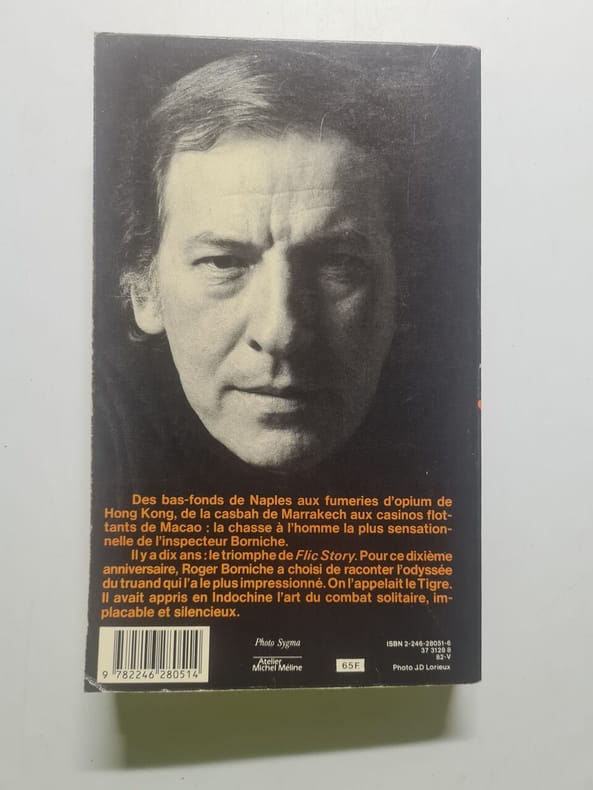 Des bas-fonds de Naples aux fumeries d'opium de
Hong Kong, de la casbah de Marrakech aux casinos flot-
tants de Macao : la chasse à l'homme la plus sensation-
nelle de l'inspecteur Borniche.
Il y a dix ans : le triomphe de Flic Story. Pour ce dixième
anniversaire, Roger Borniche a choisi de raconter l'odyssée
du truand qui l'a le plus impressionné. On l'appelait le Tigre.
Il avait appris en Indochine l'art du combat solitaire, im-
placable et silencieux.
Photo Sygma
Atelier
Michel Méline
65F
ISBN 2-246-28051-6
37 3129 8
82-V
Photo J.D Lorieux
9 782246 280514